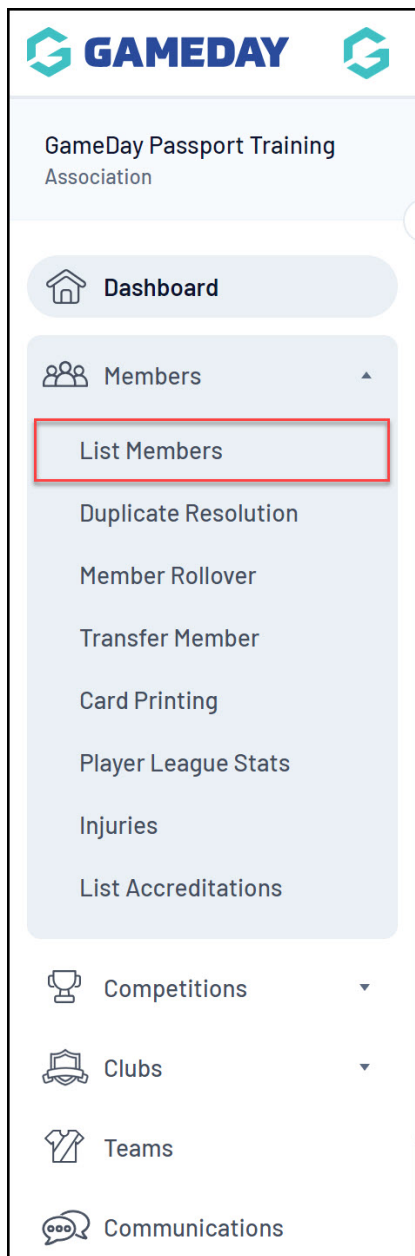 GAMEDAY
GameDay Passport Training
Association
Dashboard
Members
List Members
Duplicate Resolution
Member Rollover
Transfer Member
Card Printing
Player League Stats
Injuries
List Accreditations
Competitions
Clubs
Teams
Communications